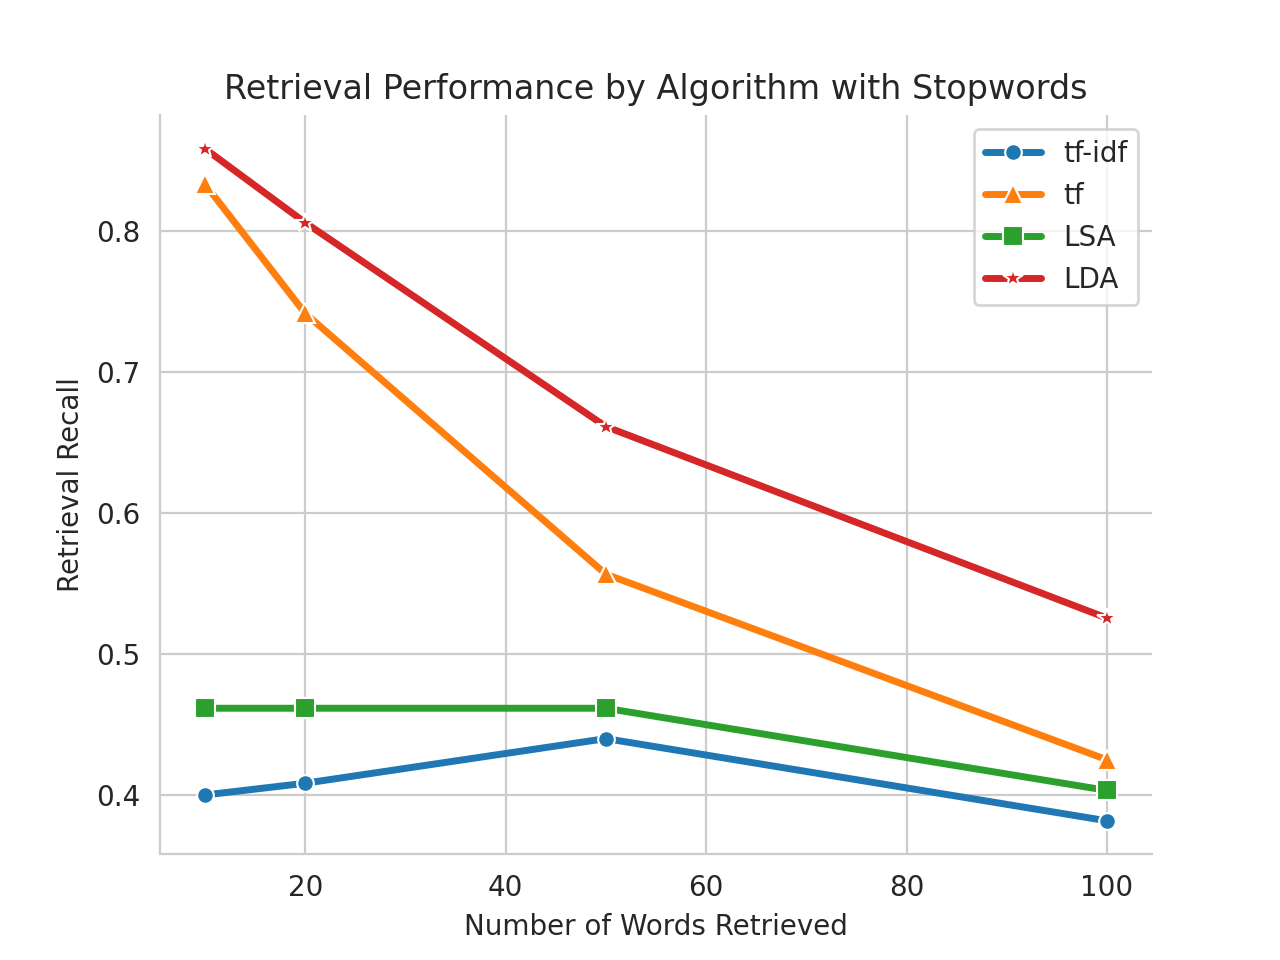 Retrieval Performance by Algorithm with Stopwords
tf-idf
tf
LSA
LDA
Retrieval Recall
0.8
0.7
0.6
0.5
0.4
20 40 60 80 100
Number of Words Retrieved